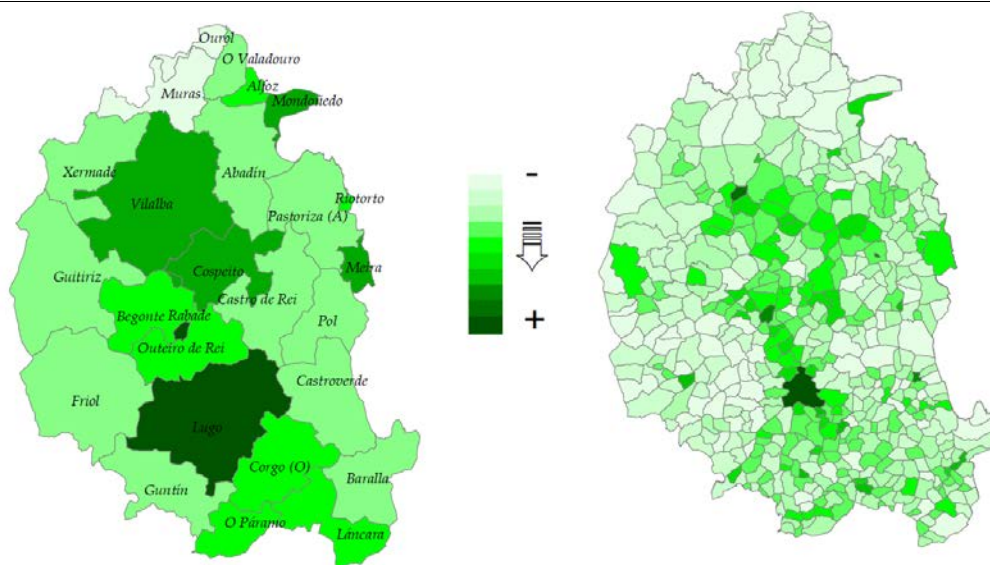 Ourol
O Valadouro
Alfoz
Muras
Mondoñedo
Xermade
Abadín
Vilalba
Riotorto
Pastoriza (A)
Guitiriz
Cospeito
Meira
Castro de Rei
Begonte
Rabade
Pol
Outeiro de Rei
Castroverde
Friol
Lugo
Corgo (O)
Baralla
Guntín
O Páramo
Láncara
-
+